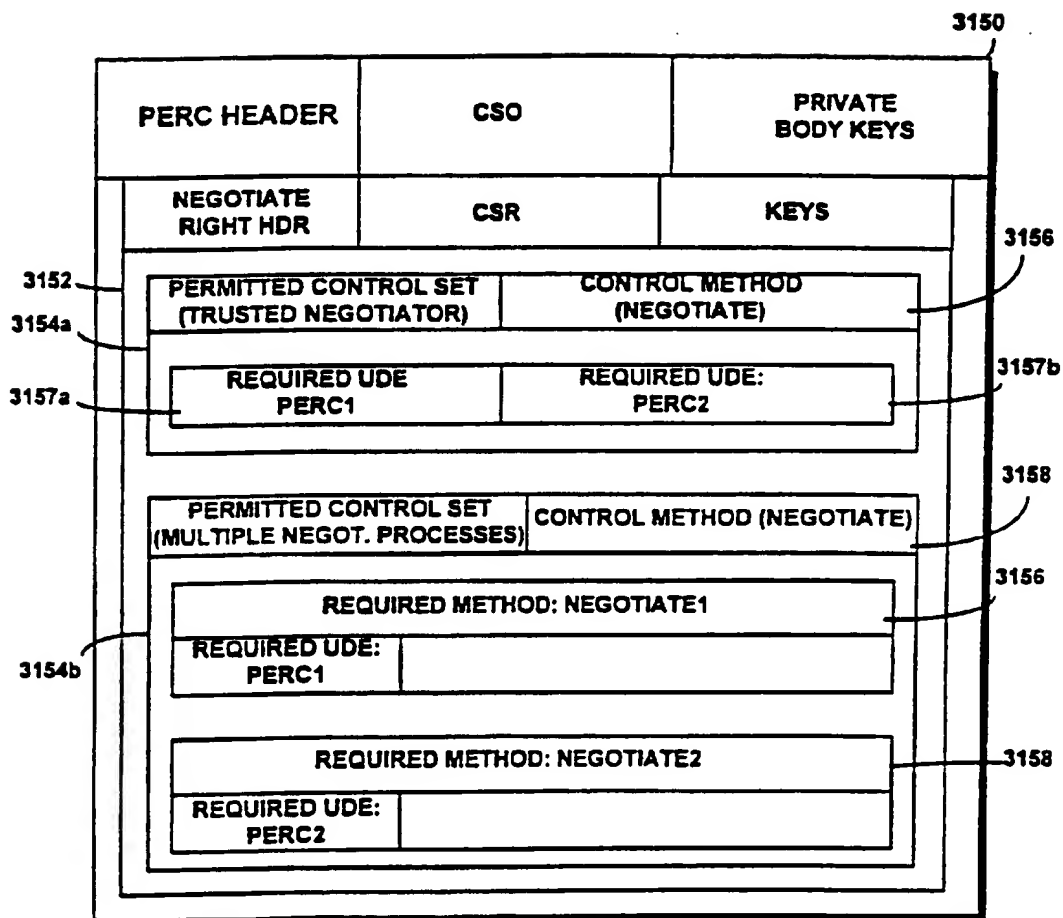 3150
PERC HEADER
CSO
PRIVATE
BODY KEYS
NEGOTIATE
RIGHT HDR
CSR
KEYS
3156
3152
PERMITTED CONTROL SET
(TRUSTED NEGOTIATOR)
CONTROL METHOD
(NEGOTIATE)
3154a
REQUIRED UDE
PERC1
REQUIRED UDE:
PERC2
3157b
3157a
3158
PERMITTED CONTROL SET
(MULTIPLE NEGOT. PROCESSES)
CONTROL METHOD (NEGOTIATE)
3156
REQUIRED METHOD: NEGOTIATE1
REQUIRED UDE:
PERC1
3154b
REQUIRED METHOD: NEGOTIATE2
3158
REQUIRED UDE:
PERC2